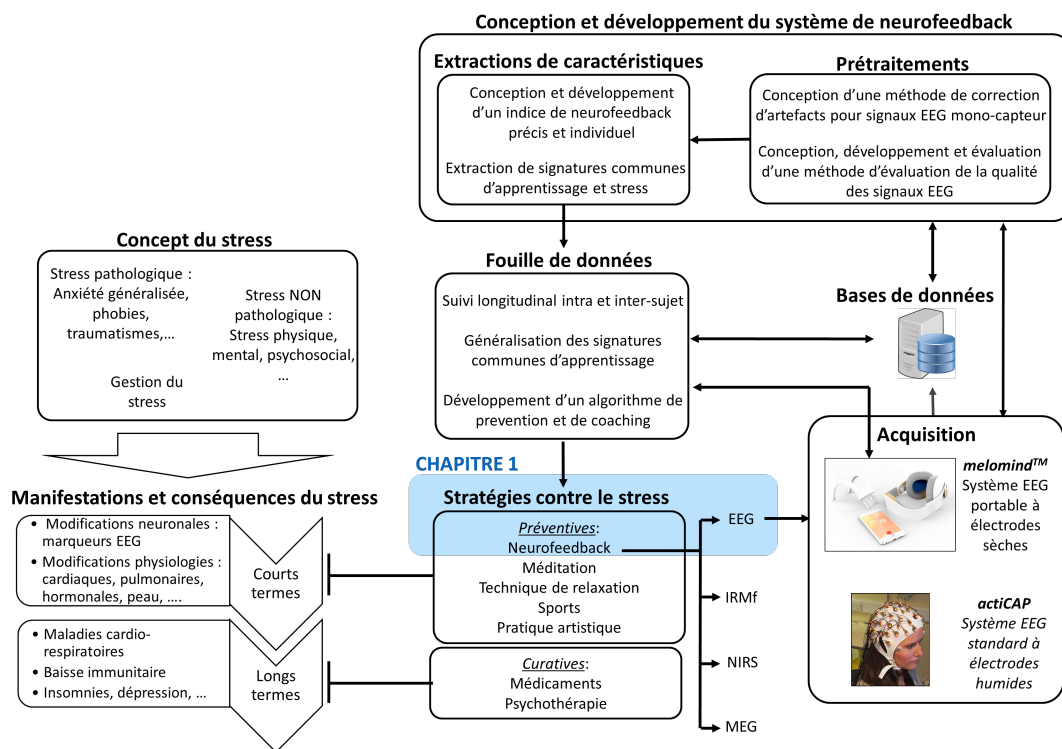 Conception et développement du système de neurofeedback
Extractions de caractéristiques
Conception et développement
d'un indice de neurofeedback
précis et individuel
Extraction de signatures communes
d'apprentissage et stress
Prétraitements
Conception d'une méthode de correction
d'artefacts pour signaux EEG mono-capteur
Conception, développement et évaluation
d'une méthode d'évaluation de la qualité
des signaux EEG
Concept du stress
Stress pathologique :
Anxiété généralisée,
phobies,
traumatismes,...
Stress NON
pathologique :
Stress physique,
mental, psychosocial,
...
Gestion du
stress
Fouille de données
Suivi longitudinal intra et inter-sujet
Généralisation des signatures
communes d'apprentissage
Développement d'un algorithme de
prevention et de coaching
Bases de données
Acquisition
melomindTM
Système EEG
portable à
électrodes
sèches
actiCAP
Système EEG
standard à
électrodes
humides
CHAPITRE 1
Stratégies contre le stress
Préventives:
Neurofeedback
Méditation
Technique de relaxation
Sports
Pratique artistique
Curatives:
Médicaments
Psychothérapie
EEG
IRMf
NIRS
MEG
Manifestations et conséquences du stress
• Modifications neuronales :
marqueurs EEG
• Modifications physiologies :
cardiaques, pulmonaires,
hormonales, peau, ....
Courts
termes
• Maladies cardio-
respiratoires
• Baisse immunitaire
• Insomnies, dépression, ...
Longs
termes